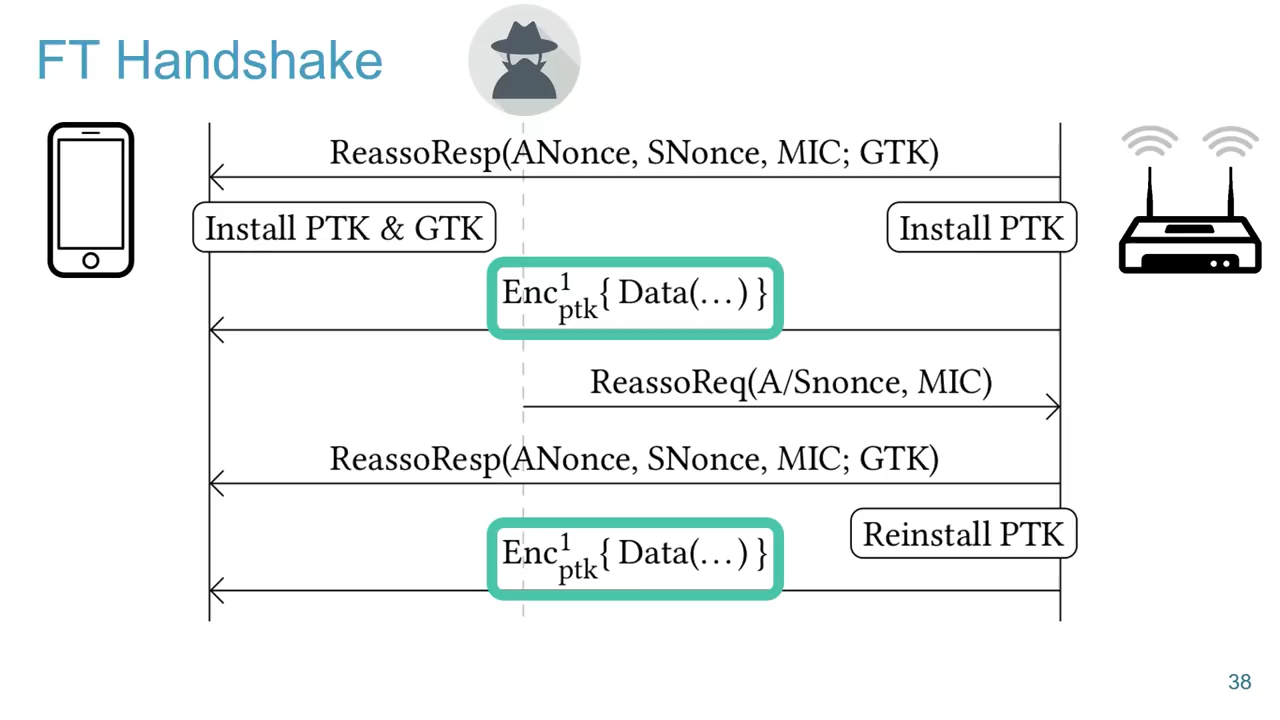 FT Handshake
ReassoResp(ANonce, SNonce, MIC; GTK)
Install PTK & GTK
Install PTK
Enc¹ₚₜₖ{ Data(…) }
ReassoReq(A/Snonce, MIC)
ReassoResp(ANonce, SNonce, MIC; GTK)
Reinstall PTK
Enc¹ₚₜₖ{ Data(…) }
38